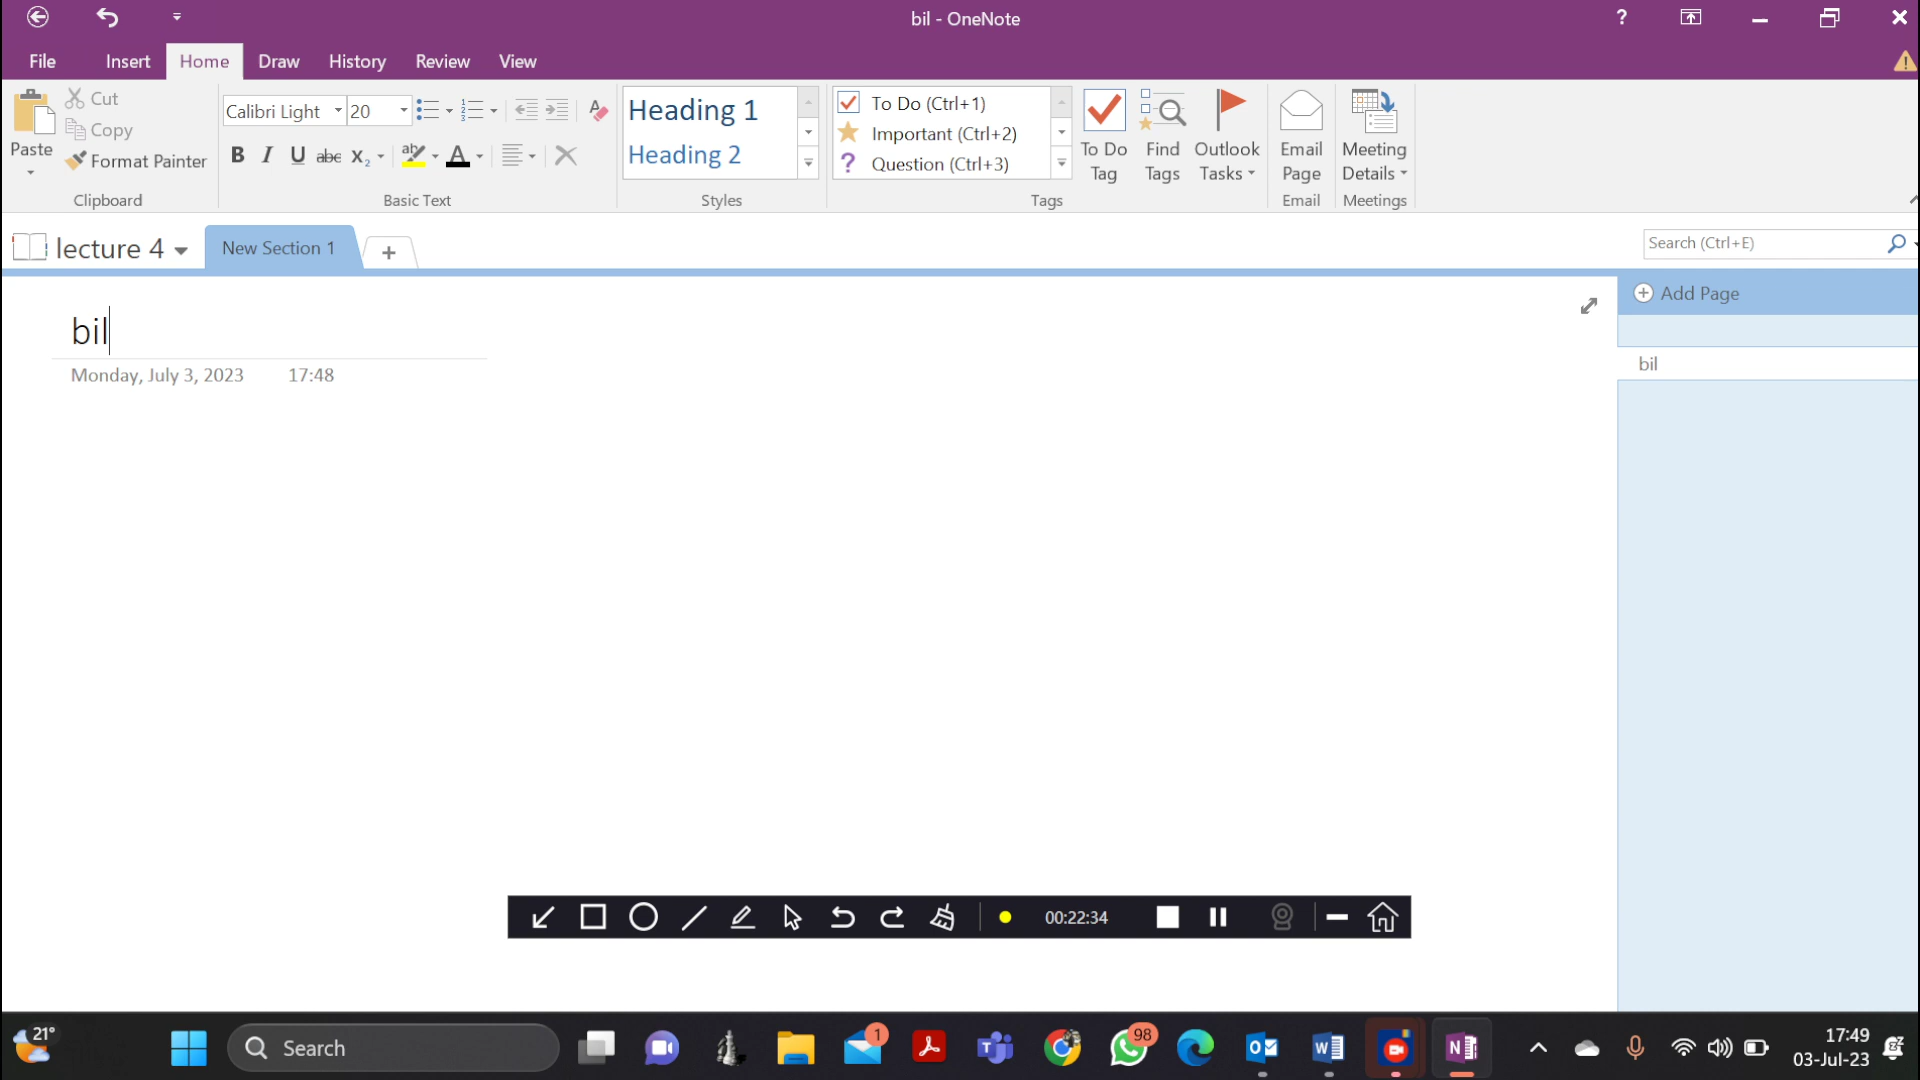 bil - OneNote
?
File Insert Home Draw History Review View
Paste
Cut
Copy
Format Painter
Clipboard
Calibri Light 20
B I U abc X2 ab A
Basic Text
Heading 1
Heading 2
Styles
To Do (Ctrl+1)
Important (Ctrl+2)
Question (Ctrl+3)
To Do Tag
Find Tags
Outlook Tasks
Tags
Email Page
Email
Meeting Details
Meetings
lecture 4
New Section 1
+
Search (Ctrl+E)
Add Page
bil
bil
Monday, July 3, 2023 17:48
00:22:34
21°
Search
1
98
17:49
03-Jul-23